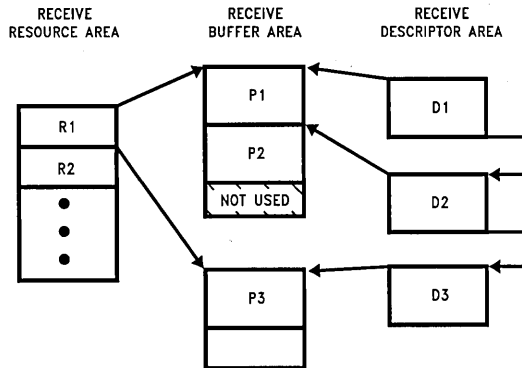 RECEIVE
RESOURCE AREA
RECEIVE
BUFFER AREA
RECEIVE
DESCRIPTOR AREA
R1
R2
P1
P2
NOT USED
P3
D1
D2
D3